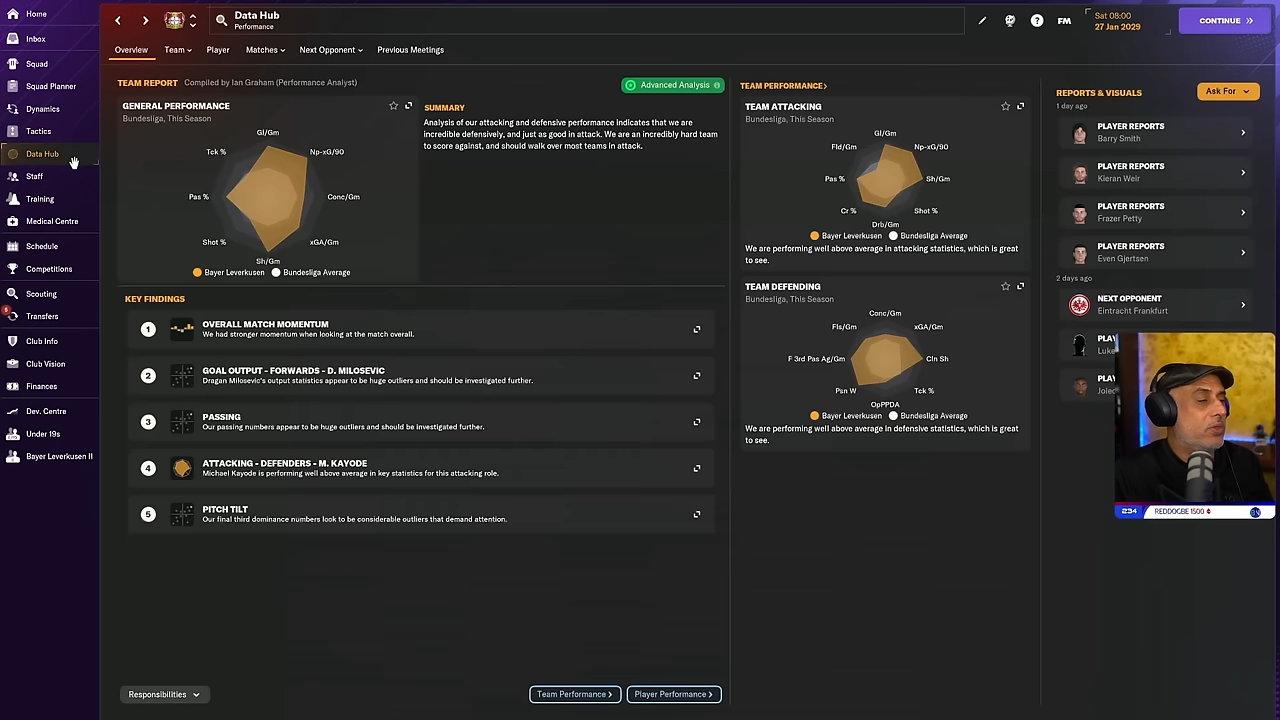 Home
Inbox
Squad
Squad Planner
Dynamics
Tactics
Data Hub
Staff
Training
Medical Centre
Schedule
Competitions
Scouting
Transfers
Club Info
Club Vision
Finances
Dev. Centre
Under 19s
Bayer Leverkusen II
Data Hub
Performance
FM
Sat 08:00
27 Jan 2029
CONTINUE
Overview
Team
Player
Matches
Next Opponent
Previous Meetings
TEAM REPORT Compiled by Ian Graham (Performance Analyst)
Advanced Analysis
GENERAL PERFORMANCE
Bundesliga, This Season
Gl/Gm
Tck %
Np-xG/90
Pas %
Conc/Gm
Shot %
xGA/Gm
Sh/Gm
Bayer Leverkusen
Bundesliga Average
SUMMARY
Analysis of our attacking and defensive performance indicates that we are
incredible defensively, and just as good in attack. We are an incredibly hard team
to score against, and should walk over most teams in attack.
KEY FINDINGS
1
OVERALL MATCH MOMENTUM
We had stronger momentum when looking at the match overall.
2
GOAL OUTPUT - FORWARDS - D. MILOSEVIC
Dragan Milosevic's output statistics appear to be huge outliers and should be investigated further.
3
PASSING
Our passing numbers appear to be huge outliers and should be investigated further.
4
ATTACKING - DEFENDERS - M. KAYODE
Michael Kayode is performing well above average in key statistics for this attacking role.
5
PITCH TILT
Our final third dominance numbers look to be considerable outliers that demand attention.
Responsibilities
Team Performance >
Player Performance >
TEAM PERFORMANCE>
TEAM ATTACKING
Bundesliga, This Season
Gl/Gm
Fld/Gm
Np-xG/90
Pas %
Sh/Gm
Cr %
Shot %
Drb/Gm
Bayer Leverkusen
Bundesliga Average
We are performing well above average in attacking statistics, which is great
to see.
TEAM DEFENDING
Bundesliga, This Season
Conc/Gm
Fls/Gm
xGA/Gm
F 3rd Pas Ag/Gm
Cln Sh
Psn W
Tck %
OpPPDA
Bayer Leverkusen
Bundesliga Average
We are performing well above average in defensive statistics, which is great
to see.
REPORTS & VISUALS
Ask For
1 day ago
PLAYER REPORTS
Barry Smith
PLAYER REPORTS
Kieran Weir
PLAYER REPORTS
Frazer Petty
PLAYER REPORTS
Even Gjertsen
2 days ago
NEXT OPPONENT
Eintracht Frankfurt
PLA
Luke
PLA
Joled
234
REDDOGBE 1500